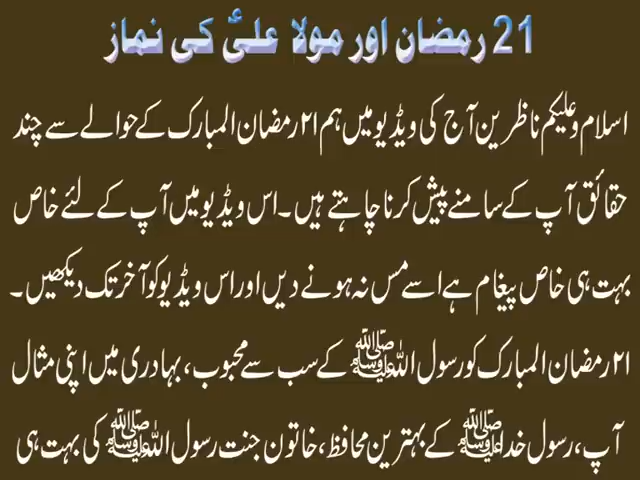 21 رمضان اور مولا علیؑ کی نماز
اسلام و علیکم ناظرین آج کی ویڈیو میں ہم ۲۱ رمضان المبارک کے حوالے سے چند
حقائق آپ کے سامنے پیش کرنا چاہتے ہیں۔ اس ویڈیو میں آپ کے لئے خاص
بہت ہی خاص پیغام ہے اسے مس نہ ہونے دیں اور اس ویڈیو کو آخر تک دیکھیں۔
۲۱ رمضان المبارک کو رسول اللہ ﷺ کے سب سے محبوب، بہادری میں اپنی مثال
آپ، رسول خدا ﷺ کے بہترین محافظ، خاتون جنت رسول اللہ ﷺ کی بہت ہی